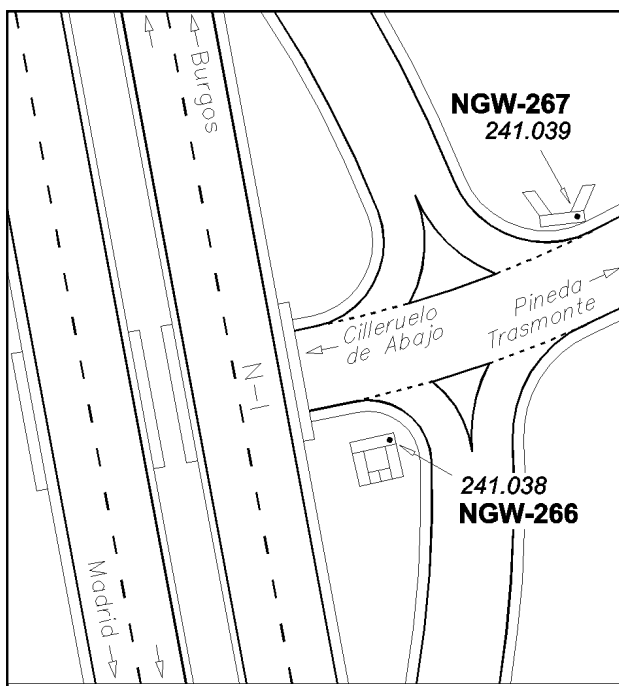 Burgos
NGW-267
241.039
Pineda
Trasmonte
Cilleruelo
de Abajo
N-I
241.038
NGW-266
Madrid